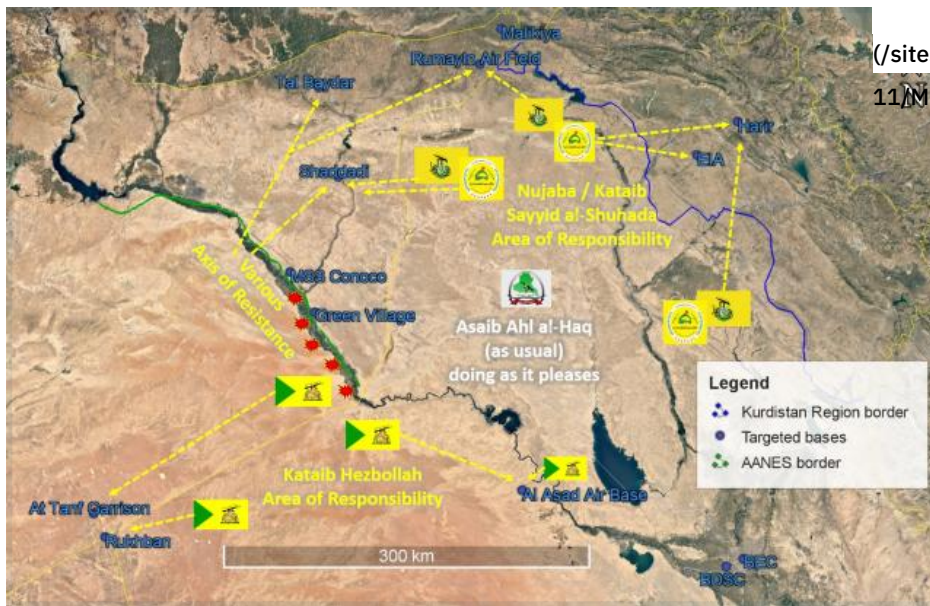 Malikiya
(/site
Rumayln Air Field
Tal Baydar
11/M
N
Harir
EIA
Shaddadi
Nujaba / Kataib
Sayyid al-Shuhada
Area of Responsibility
Various
Axis of Resistance
MSS Conoco
Green Village
Asaib Ahl al-Haq
(as usual)
doing as it pleases
Legend
Kurdistan Region border
Targeted bases
AANES border
Kataib Hezbollah
Area of Responsibility
Al Asad Air Base
At Tanf Garrison
Rukhban
300 km
BEC
BDSC